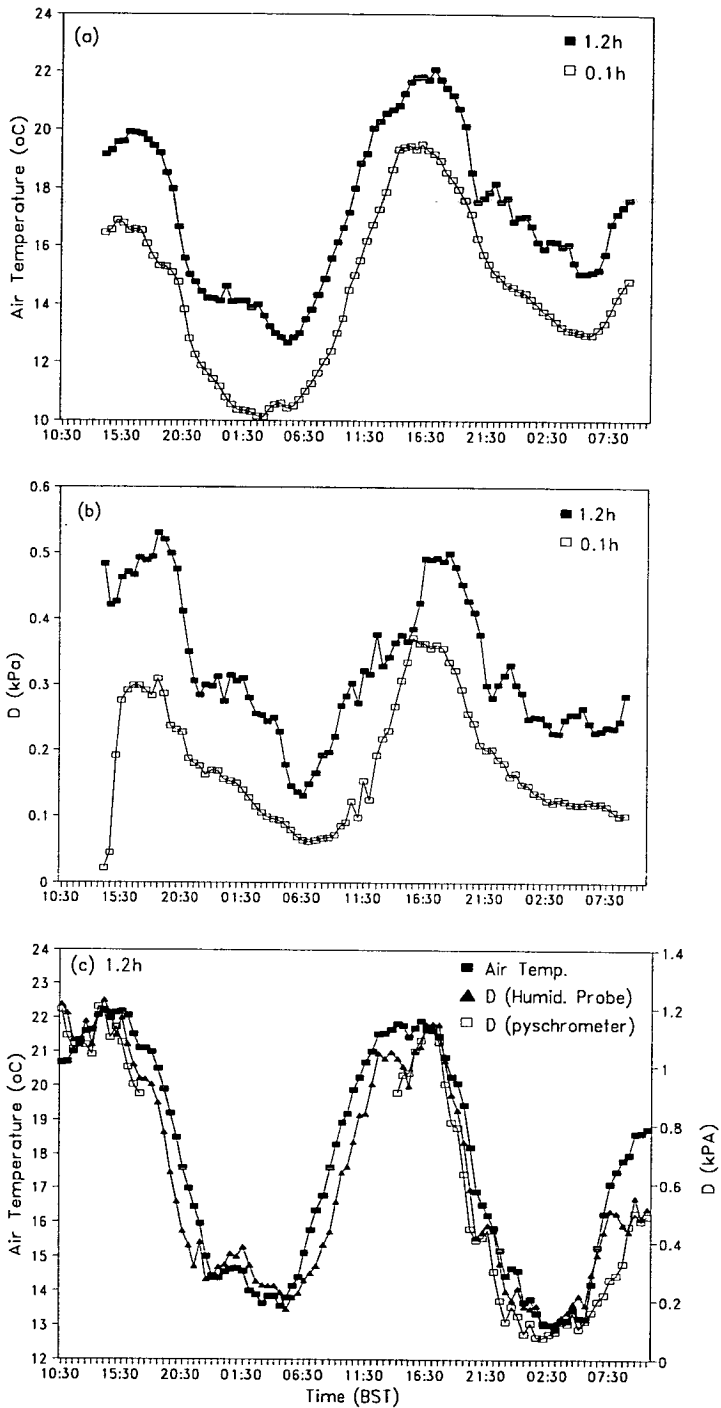 24
22
20
18
16
14
12
10
Air Temperature (oC)
(a)
1.2h
0.1h
10:30 15:30 20:30 01:30 06:30 11:30 16:30 21:30 02:30 07:30
0.6
0.5
0.4
0.3
0.2
0.1
0
D (kPa)
(b)
1.2h
0.1h
10:30 15:30 20:30 01:30 06:30 11:30 16:30 21:30 02:30 07:30
24
23
22
21
20
19
18
17
16
15
14
13
12
Air Temperature (oC)
(c) 1.2h
Air Temp.
D (Humid. Probe)
D (pyschrometer)
1.4
1.2
1
0.8
0.6
0.4
0.2
0
D (kPA)
10:30 15:30 20:30 01:30 06:30 11:30 16:30 21:30 02:30 07:30
Time (BST)